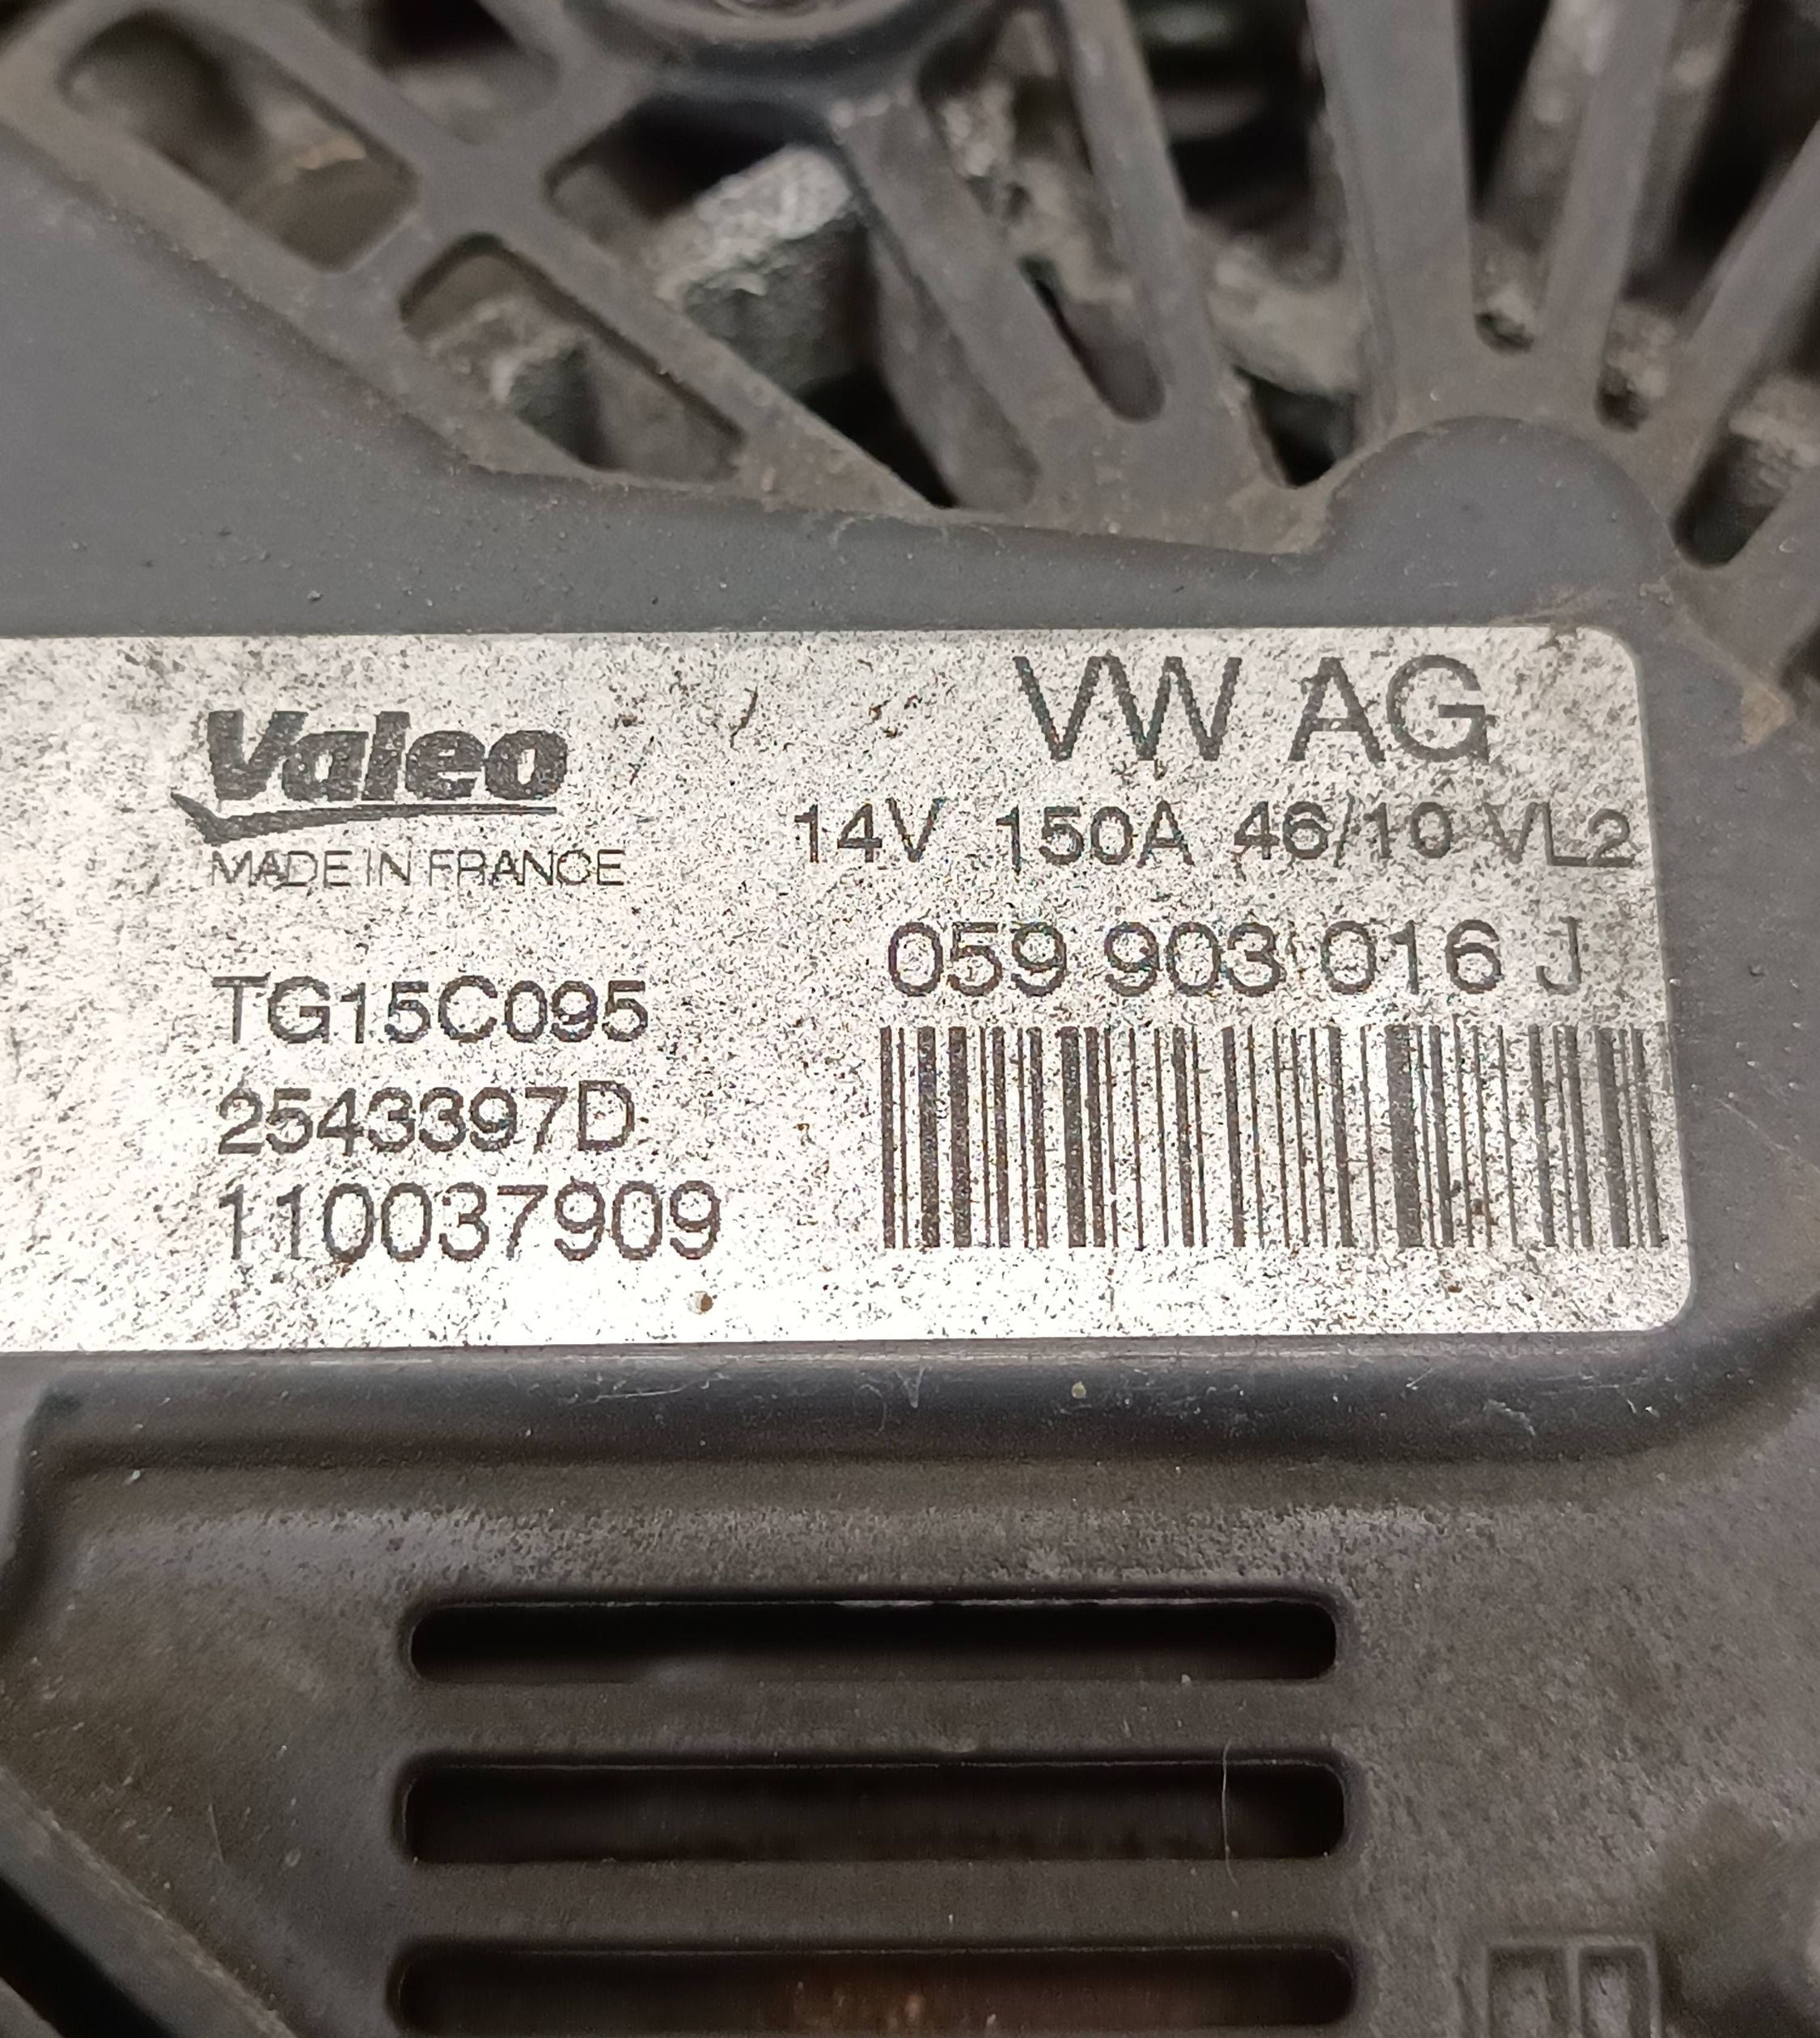 Valeo
MADE IN FRANCE
VW AG
14V 150A 46/10 VL2
059 903 016 J
TG15C095
2543397D
110037909